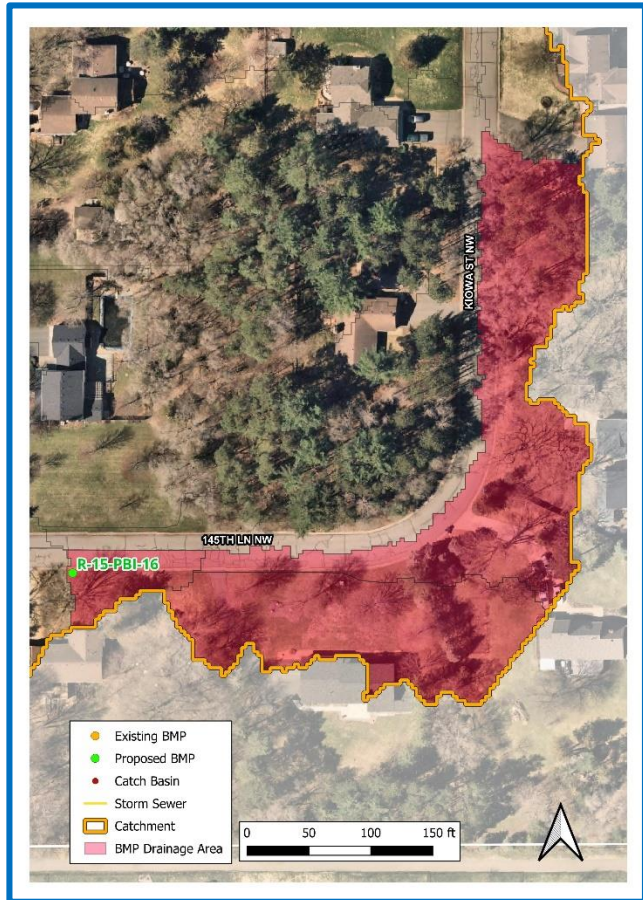 KIOWA ST NW
145TH LN NW
R-15-PBI-16
Existing BMP
Proposed BMP
Catch Basin
Storm Sewer
Catchment
BMP Drainage Area
0 50 100 150 ft